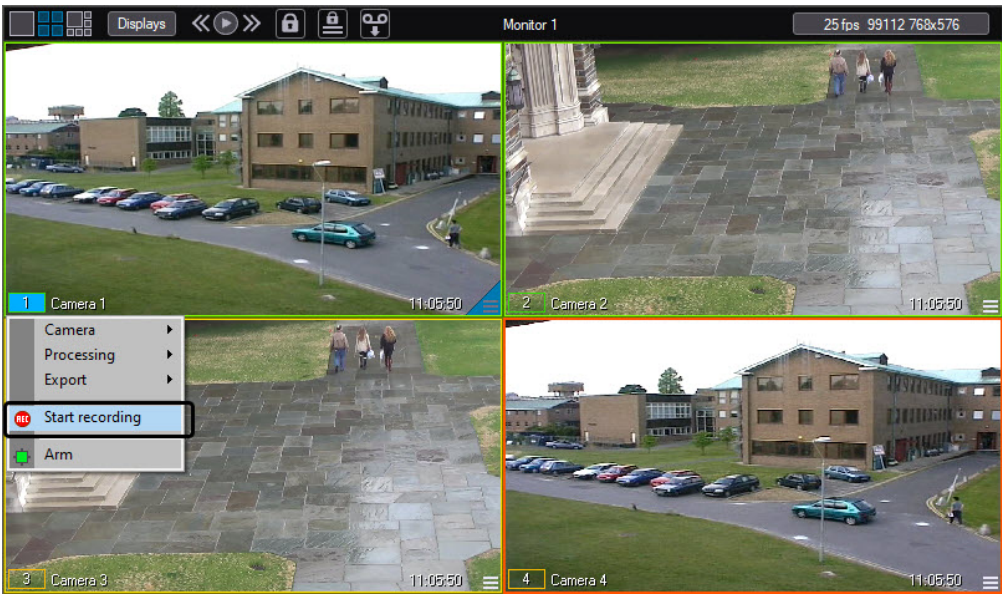 Displays
Monitor 1
25 fps 99112 768x576
1 Camera 1 11:05:50
2 Camera 2 11:05:50
Camera
Processing
Export
REC Start recording
Arm
3 Camera 3 11:05:50
4 Camera 4 11:05:50